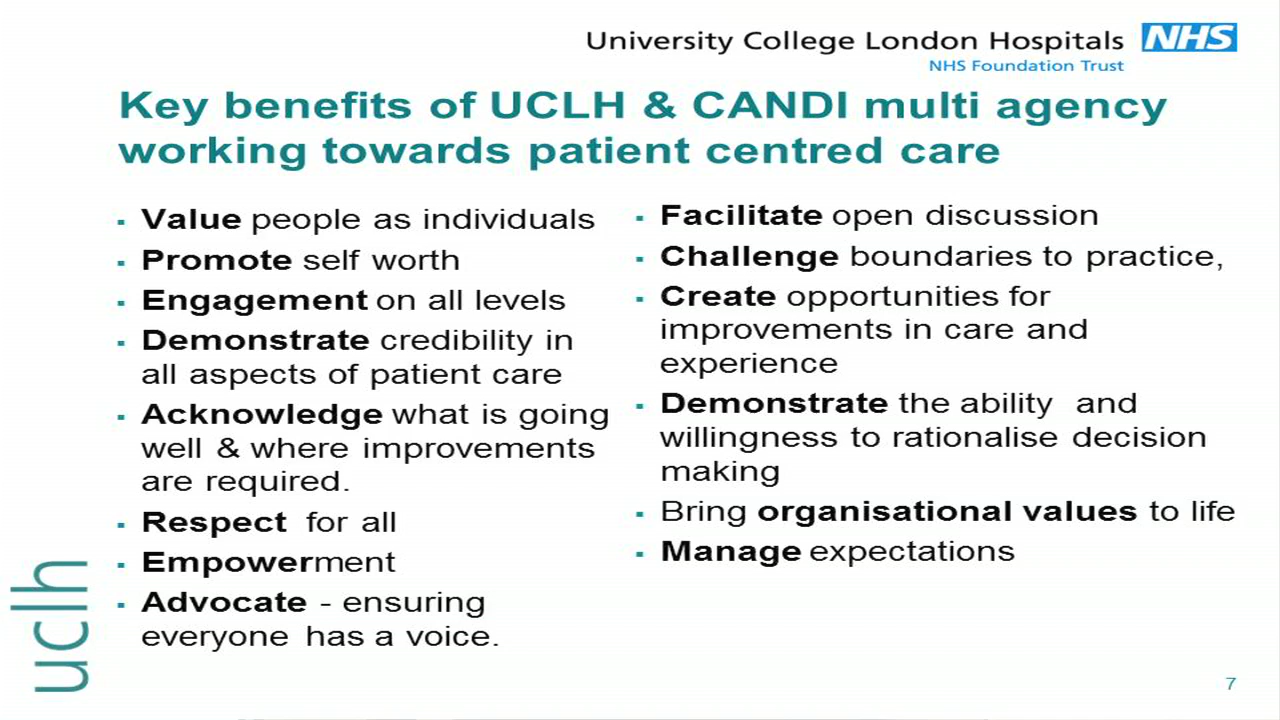 University College London Hospitals NHS
NHS Foundation Trust
Key benefits of UCLH & CANDI multi agency
working towards patient centred care
▪ Value people as individuals
▪ Promote self worth
▪ Engagement on all levels
▪ Demonstrate credibility in
all aspects of patient care
▪ Acknowledge what is going
well & where improvements
are required.
▪ Respect for all
▪ Empowerment
▪ Advocate - ensuring
everyone has a voice.
▪ Facilitate open discussion
▪ Challenge boundaries to practice,
▪ Create opportunities for
improvements in care and
experience
▪ Demonstrate the ability and
willingness to rationalise decision
making
▪ Bring organisational values to life
▪ Manage expectations
uclh
7